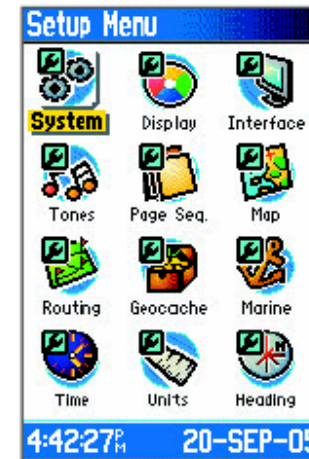 Setup Menu
System Display Interface
Tones Page Seq. Map
Routing Geocache Marine
Time Units Heading
4:42:27PM 20-SEP-05